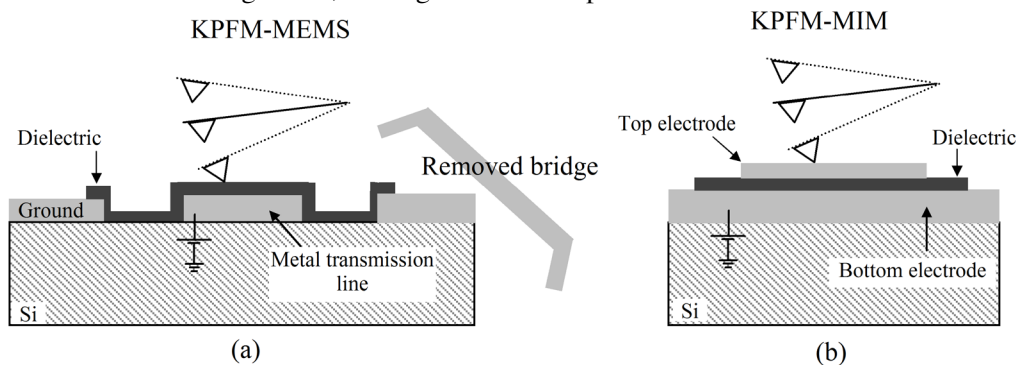 KPFM-MEMS
Dielectric
Removed bridge
Ground
Metal transmission
line
Si
(a)
KPFM-MIM
Top electrode
Dielectric
Bottom electrode
Si
(b)